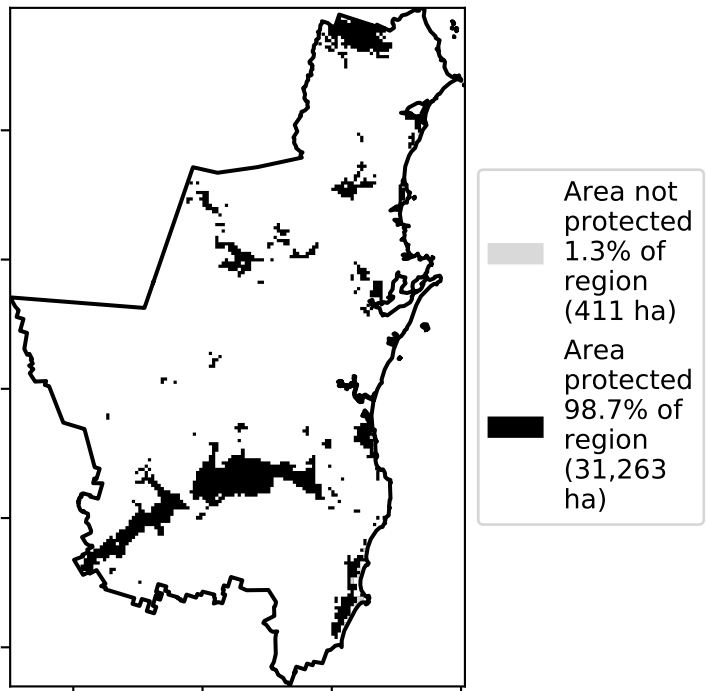 Area not
protected
1.3% of
region
(411 ha)
Area
protected
98.7% of
region
(31,263
ha)